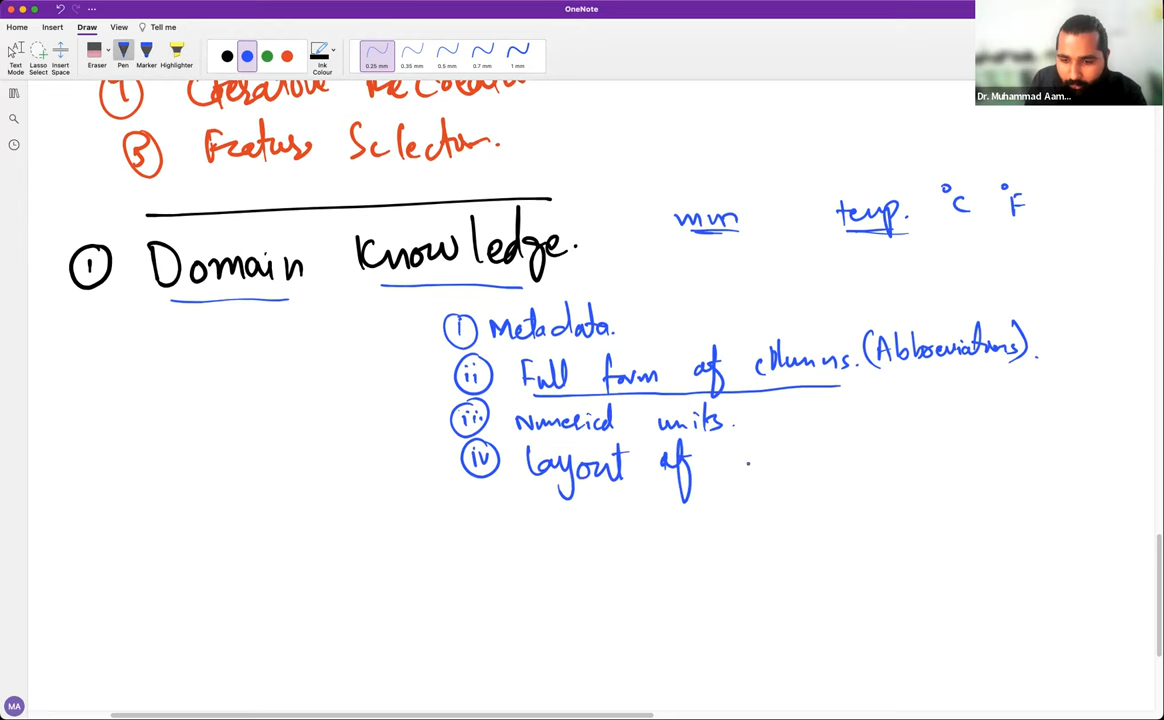 OneNote
Home Insert Draw View Tell me
Text Mode Lasso Select Insert Space Eraser Pen Marker Highlighter 0.25 mm 0.35 mm 0.5 mm 0.7 mm 1 mm Ink Colour
Dr. Muhammad Aam...
4
5 Feature Selection.
mm temp. °C °F
1 Domain Knowledge.
i Metadata.
ii Full form of columns. (Abbreviations).
iii Numerical units.
iv Layout of
MA